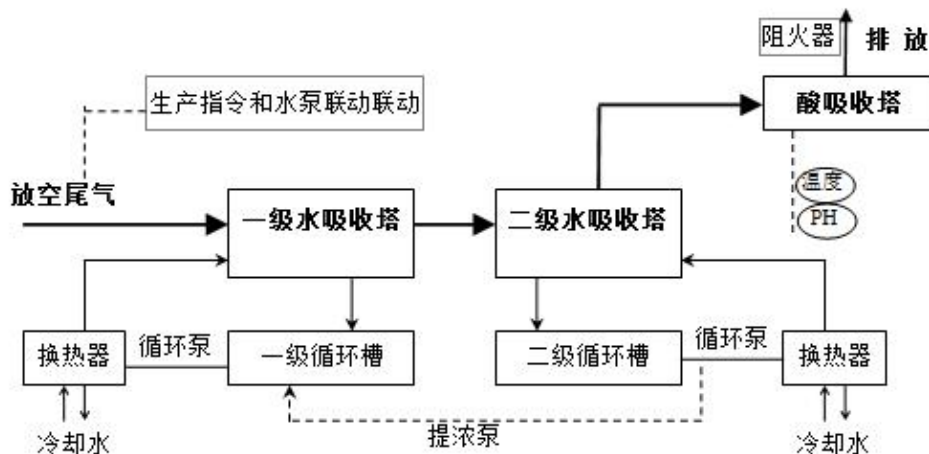 阻火器
排 放
生产指令和水泵联动联动
酸吸收塔
放空尾气
温度
PH
一级水吸收塔
二级水吸收塔
换热器
循环泵
一级循环槽
二级循环槽
循环泵
换热器
冷却水
提浓泵
冷却水